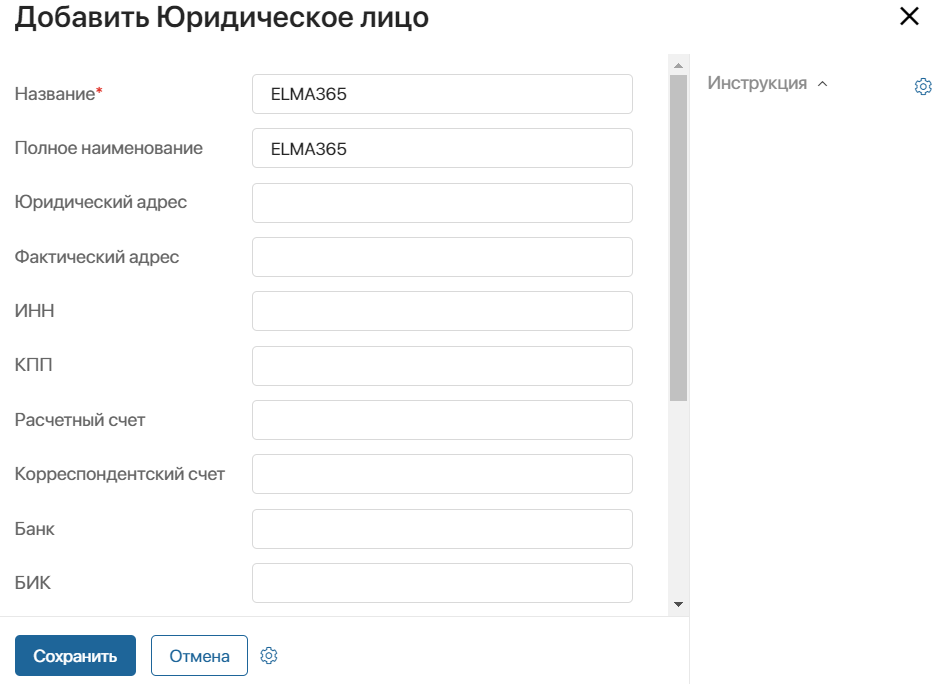 Добавить Юридическое лицо
Инструкция
Название* ELMA365
Полное наименование ELMA365
Юридический адрес
Фактический адрес
ИНН
КПП
Расчетный счет
Корреспондентский счет
Банк
БИК
Сохранить Отмена